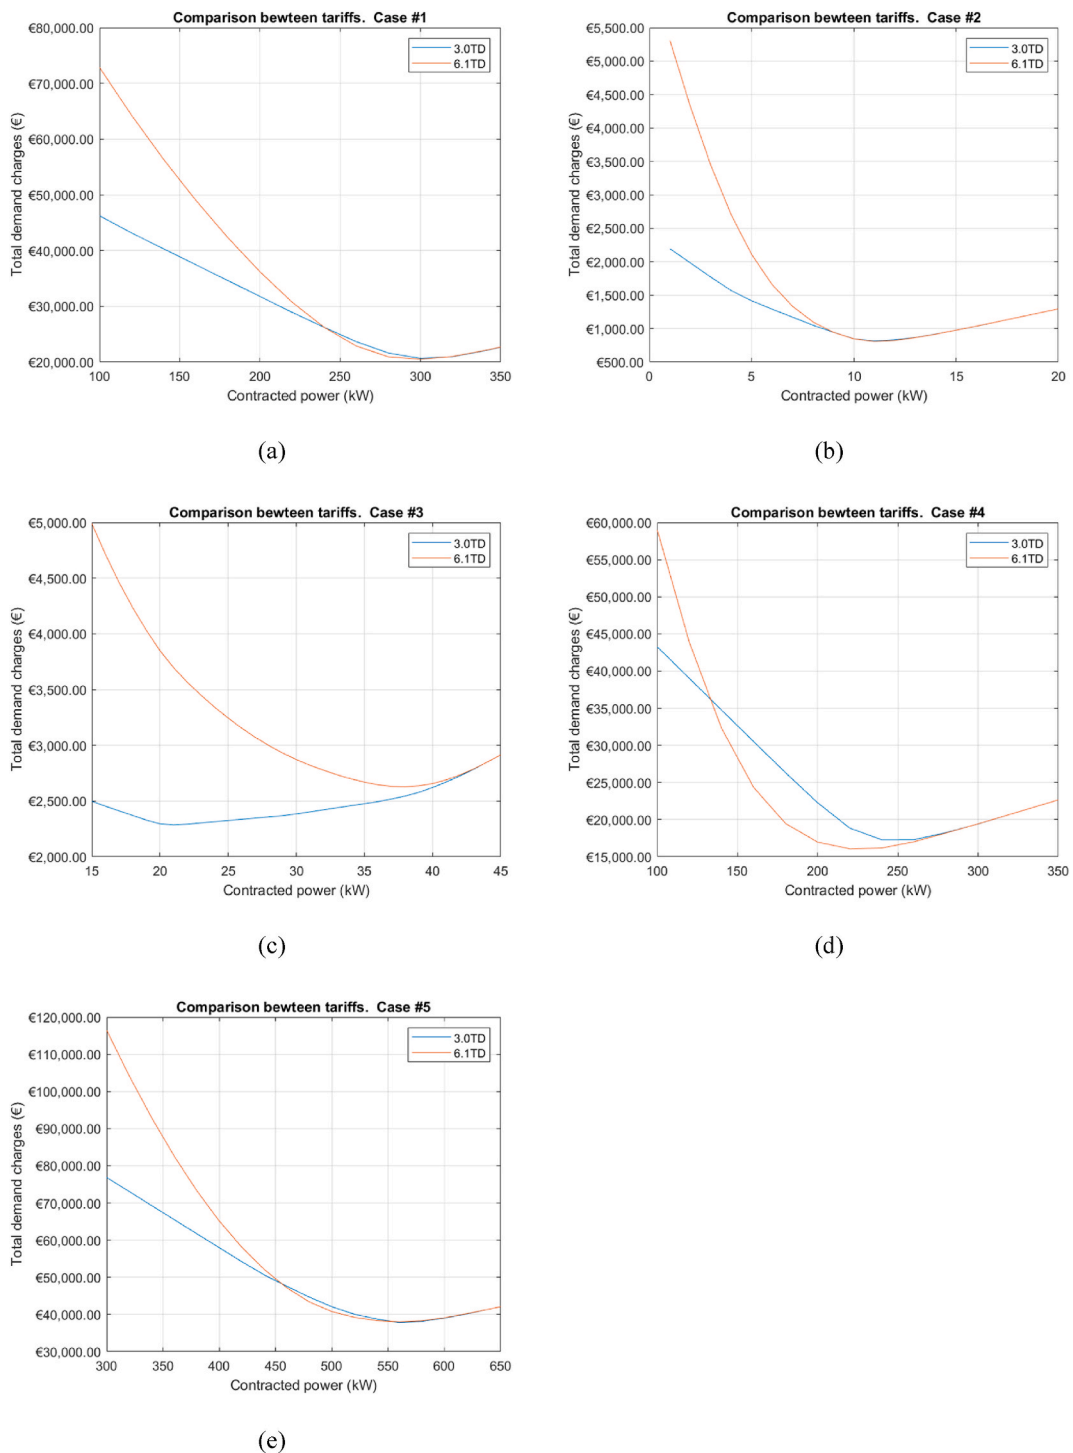 Comparison bewteen tariffs. Case #1
€80,000.00
€70,000.00
€60,000.00
€50,000.00
€40,000.00
€30,000.00
€20,000.00
Total demand charges (€)
3.0TD
6.1TD
100 150 200 250 300 350
Contracted power (kW)
(a)
Comparison bewteen tariffs. Case #2
€5,500.00
€5,000.00
€4,500.00
€4,000.00
€3,500.00
€3,000.00
€2,500.00
€2,000.00
€1,500.00
€1,000.00
€500.00
Total demand charges (€)
3.0TD
6.1TD
0 5 10 15 20
Contracted power (kW)
(b)
Comparison bewteen tariffs. Case #3
€5,000.00
€4,500.00
€4,000.00
€3,500.00
€3,000.00
€2,500.00
€2,000.00
Total demand charges (€)
3.0TD
6.1TD
15 20 25 30 35 40 45
Contracted power (kW)
(c)
Comparison bewteen tariffs. Case #4
€60,000.00
€55,000.00
€50,000.00
€45,000.00
€40,000.00
€35,000.00
€30,000.00
€25,000.00
€20,000.00
€15,000.00
Total demand charges (€)
3.0TD
6.1TD
100 150 200 250 300 350
Contracted power (kW)
(d)
Comparison bewteen tariffs. Case #5
€120,000.00
€110,000.00
€100,000.00
€90,000.00
€80,000.00
€70,000.00
€60,000.00
€50,000.00
€40,000.00
€30,000.00
Total demand charges (€)
3.0TD
6.1TD
300 350 400 450 500 550 600 650
Contracted power (kW)
(e)